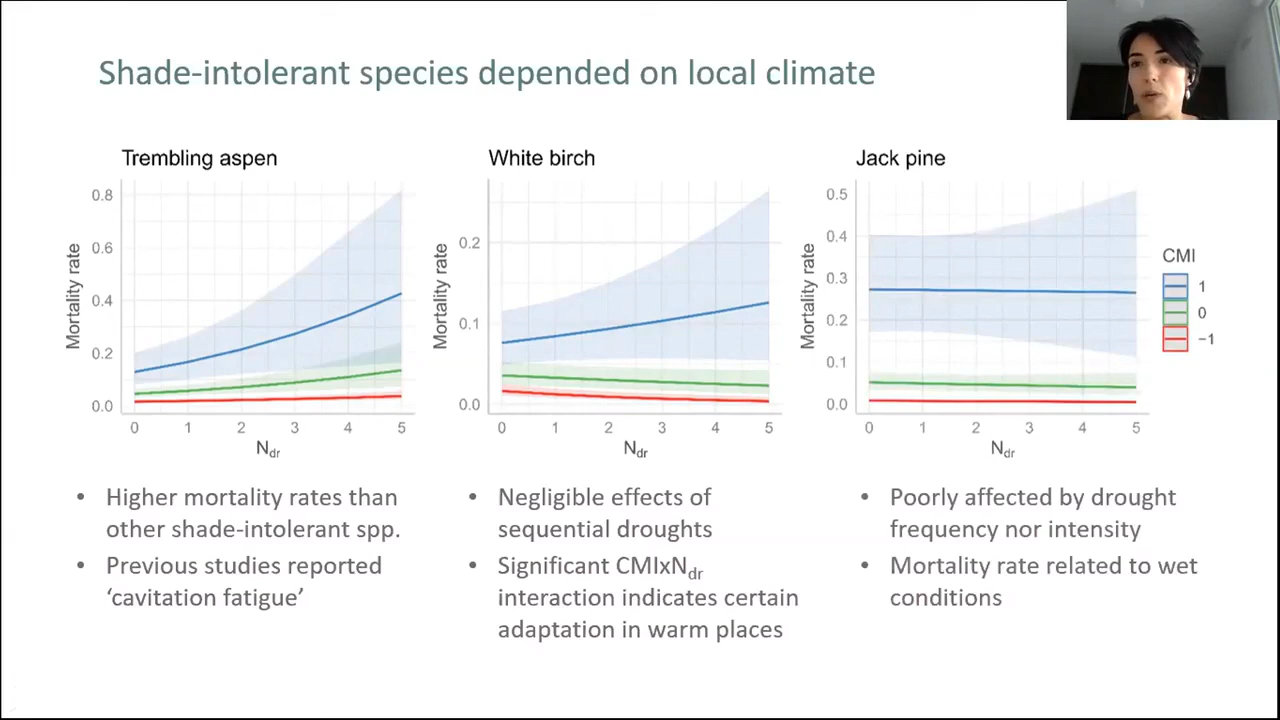 Shade-intolerant species depended on local climate
Trembling aspen
Mortality rate
0.8
0.6
0.4
0.2
0.0
0 1 2 3 4 5
Ndr
White birch
Mortality rate
0.2
0.1
0.0
0 1 2 3 4 5
Ndr
Jack pine
Mortality rate
0.5
0.4
0.3
0.2
0.1
0.0
0 1 2 3 4 5
Ndr
CMI
1
0
−1
• Higher mortality rates than
other shade-intolerant spp.
• Previous studies reported
‘cavitation fatigue’
• Negligible effects of
sequential droughts
• Significant CMIxNdr
interaction indicates certain
adaptation in warm places
• Poorly affected by drought
frequency nor intensity
• Mortality rate related to wet
conditions